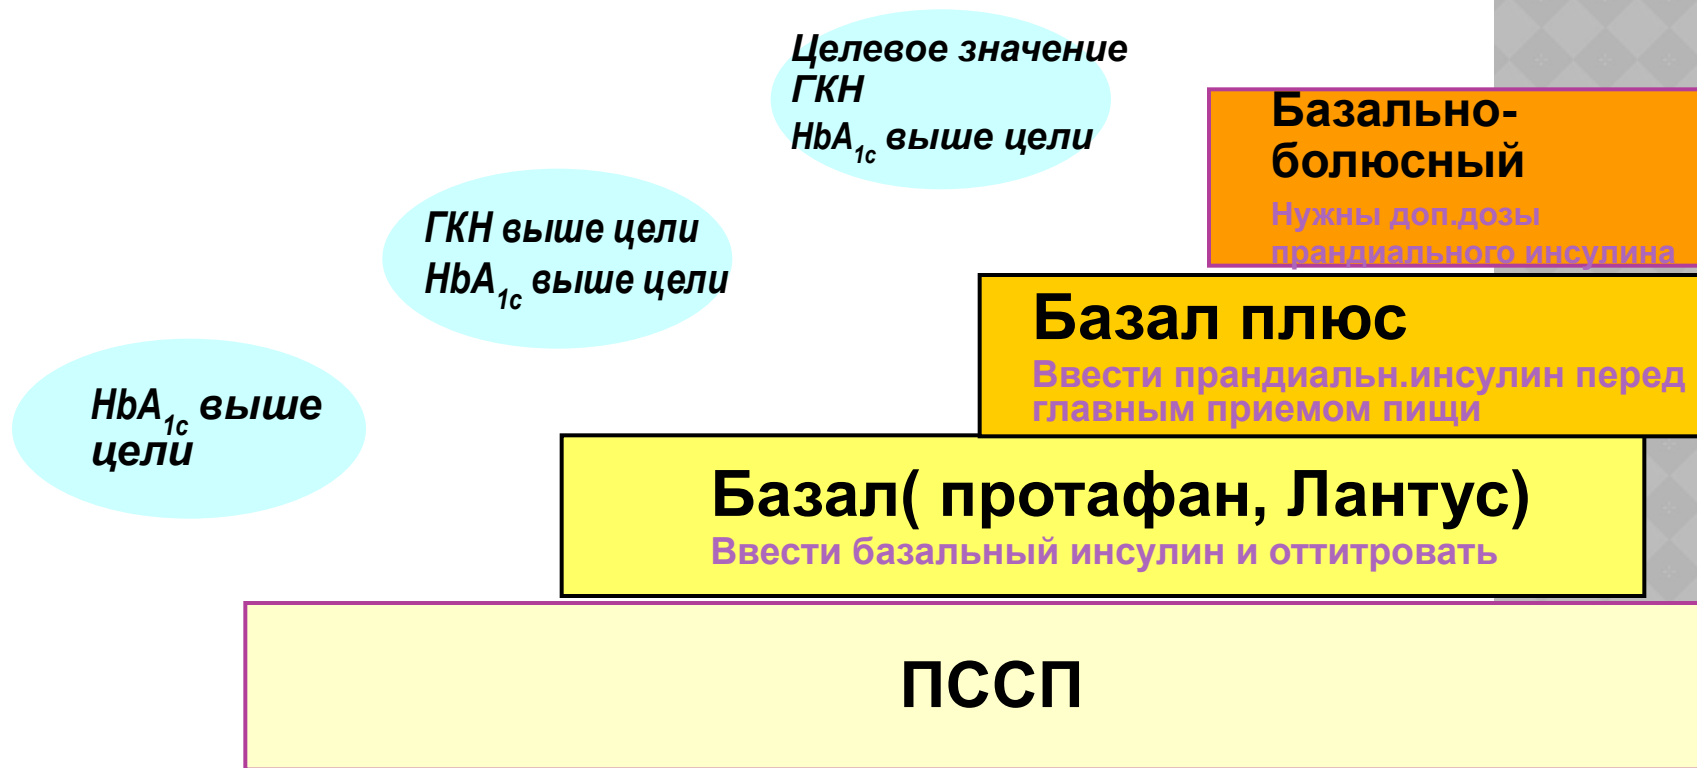 Целевое значение
ГКН
HbA1c выше цели
Базально-
болюсный
Нужны доп.дозы
прандиального инсулина
ГКН выше цели
HbA1c выше цели
Базал плюс
Ввести прандиальн.инсулин перед
главным приемом пищи
HbA1c выше
цели
Базал( протафан, Лантус)
Ввести базальный инсулин и оттитровать
ПССП